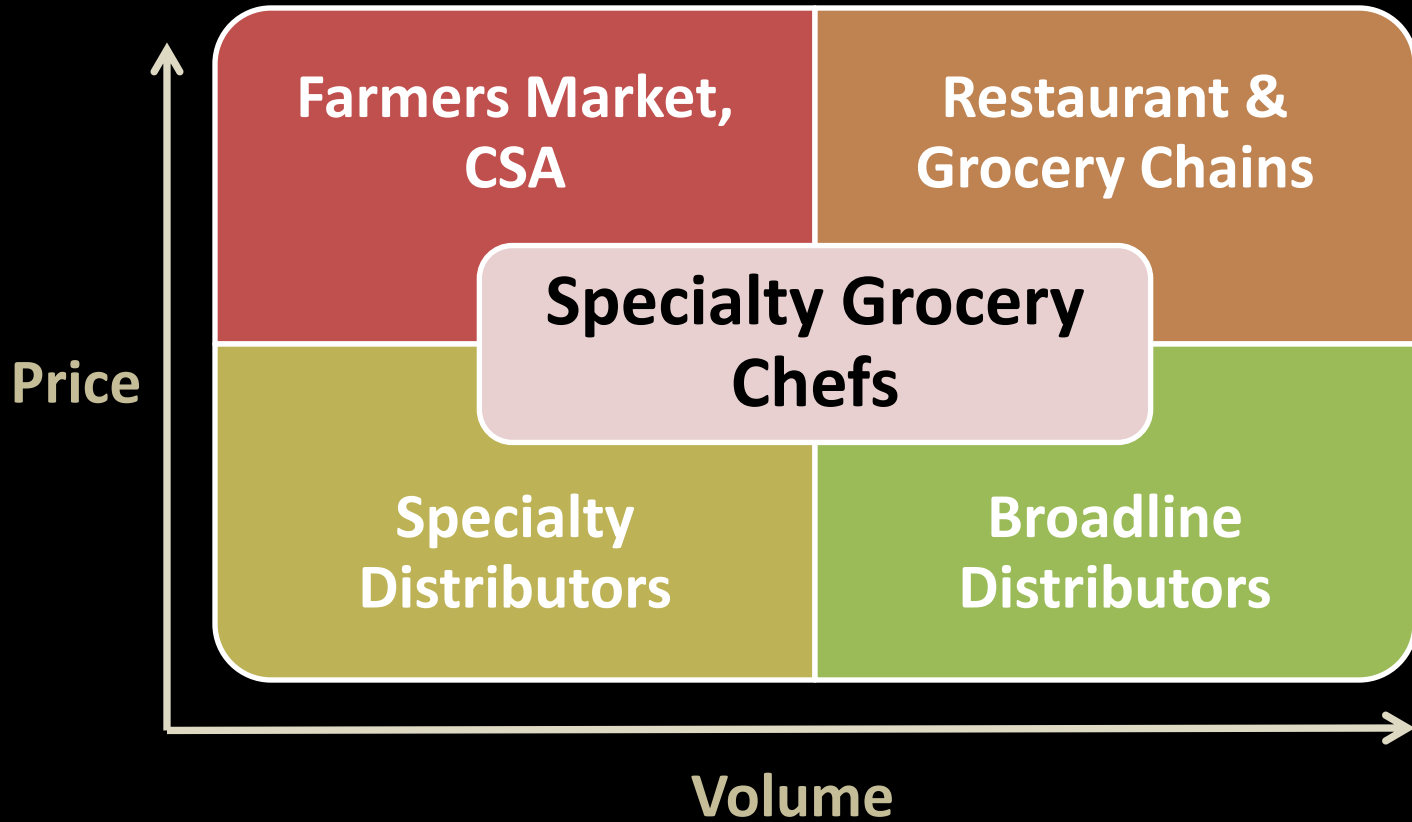 Farmers Market,
CSA
Restaurant &
Grocery Chains
Specialty Grocery
Chefs
Price
Specialty
Distributors
Broadline
Distributors
Volume